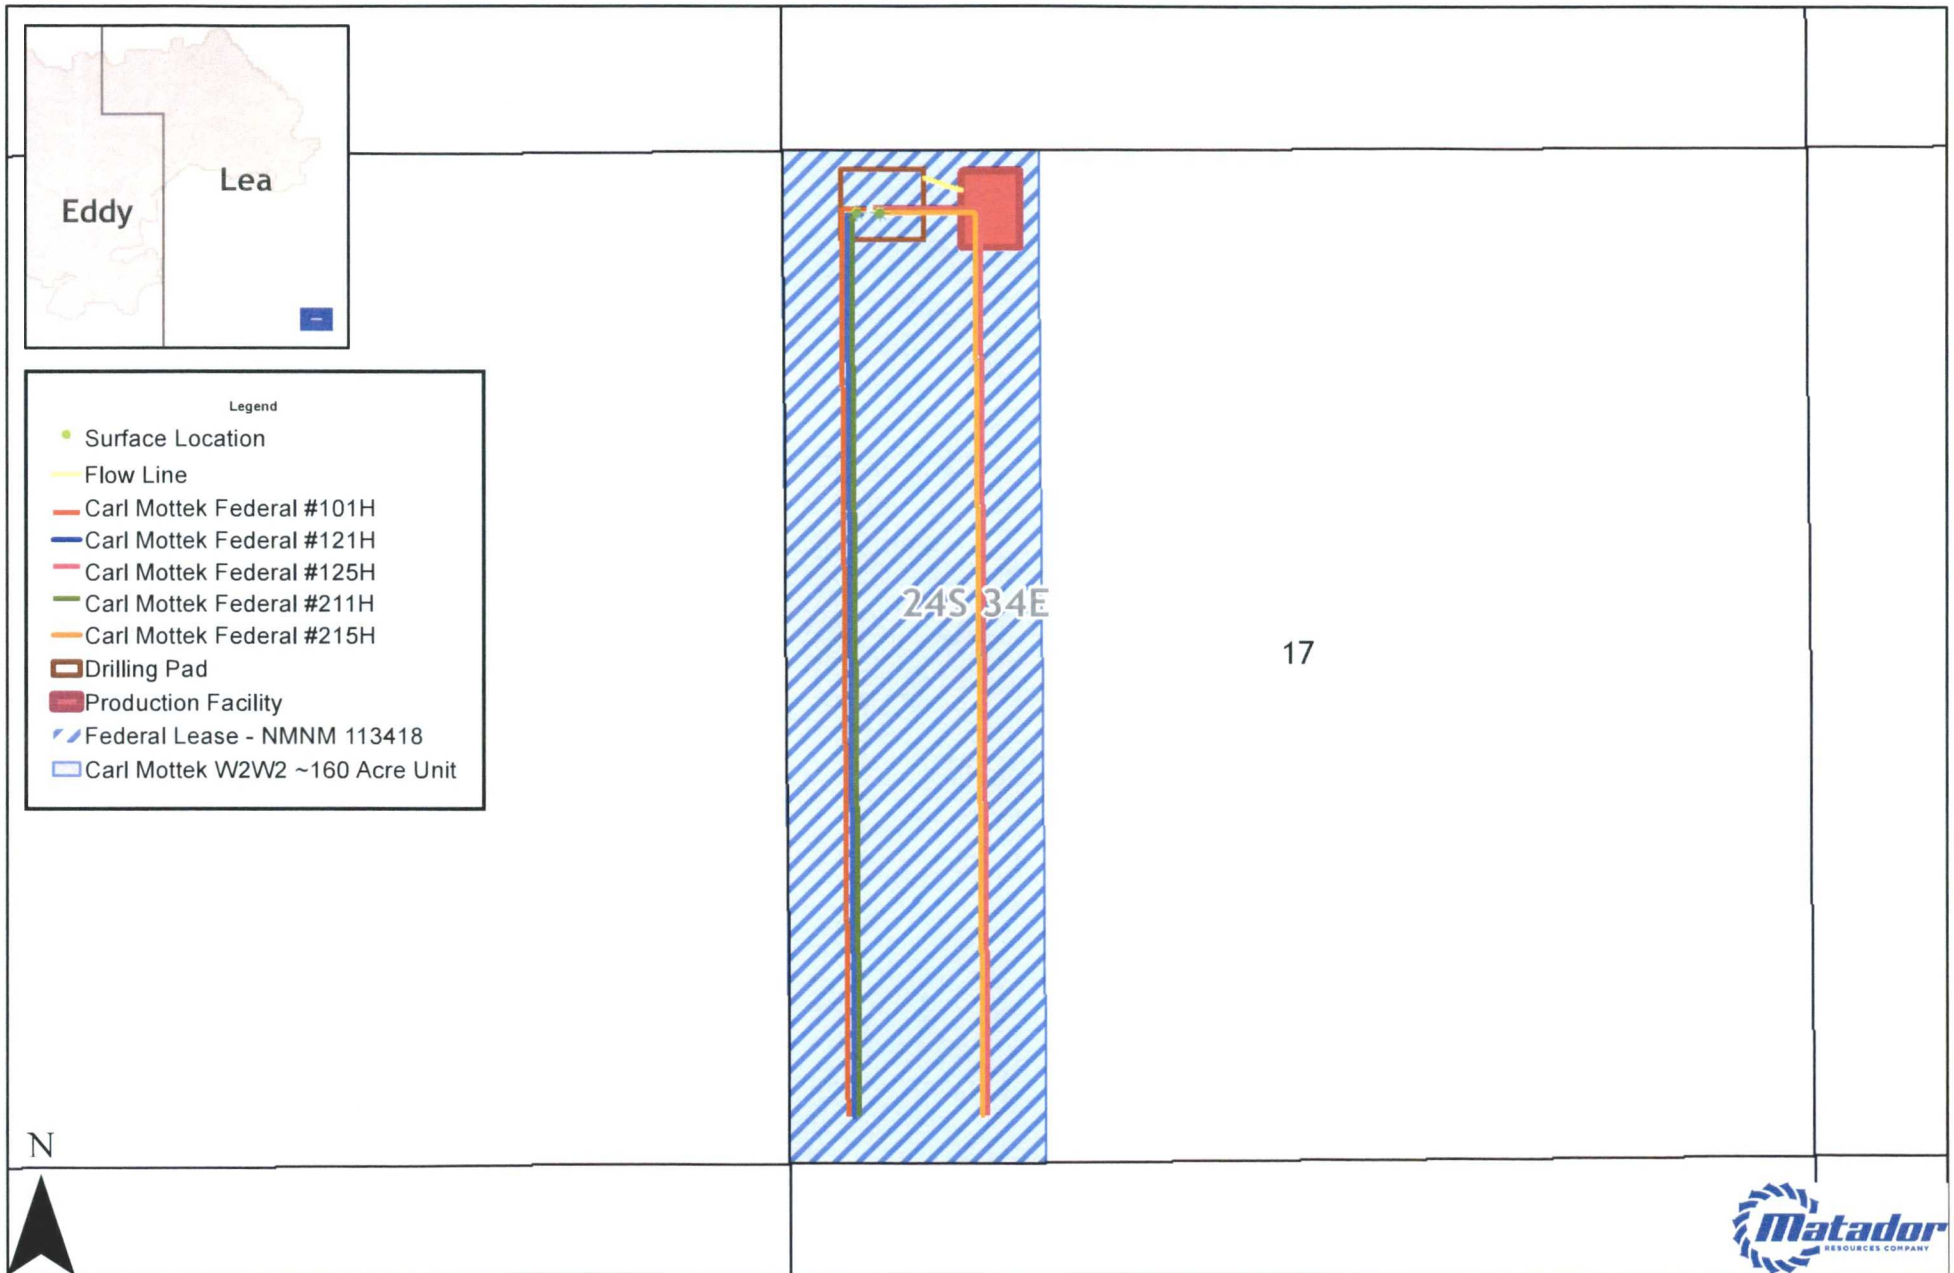 Eddy
Lea
Legend
Surface Location
Flow Line
Carl Mottek Federal #101H
Carl Mottek Federal #121H
Carl Mottek Federal #125H
Carl Mottek Federal #211H
Carl Mottek Federal #215H
Drilling Pad
Production Facility
Federal Lease - NMNM 113418
Carl Mottek W2W2 ~160 Acre Unit
24S 34E
17
N
Matador
RESOURCES COMPANY